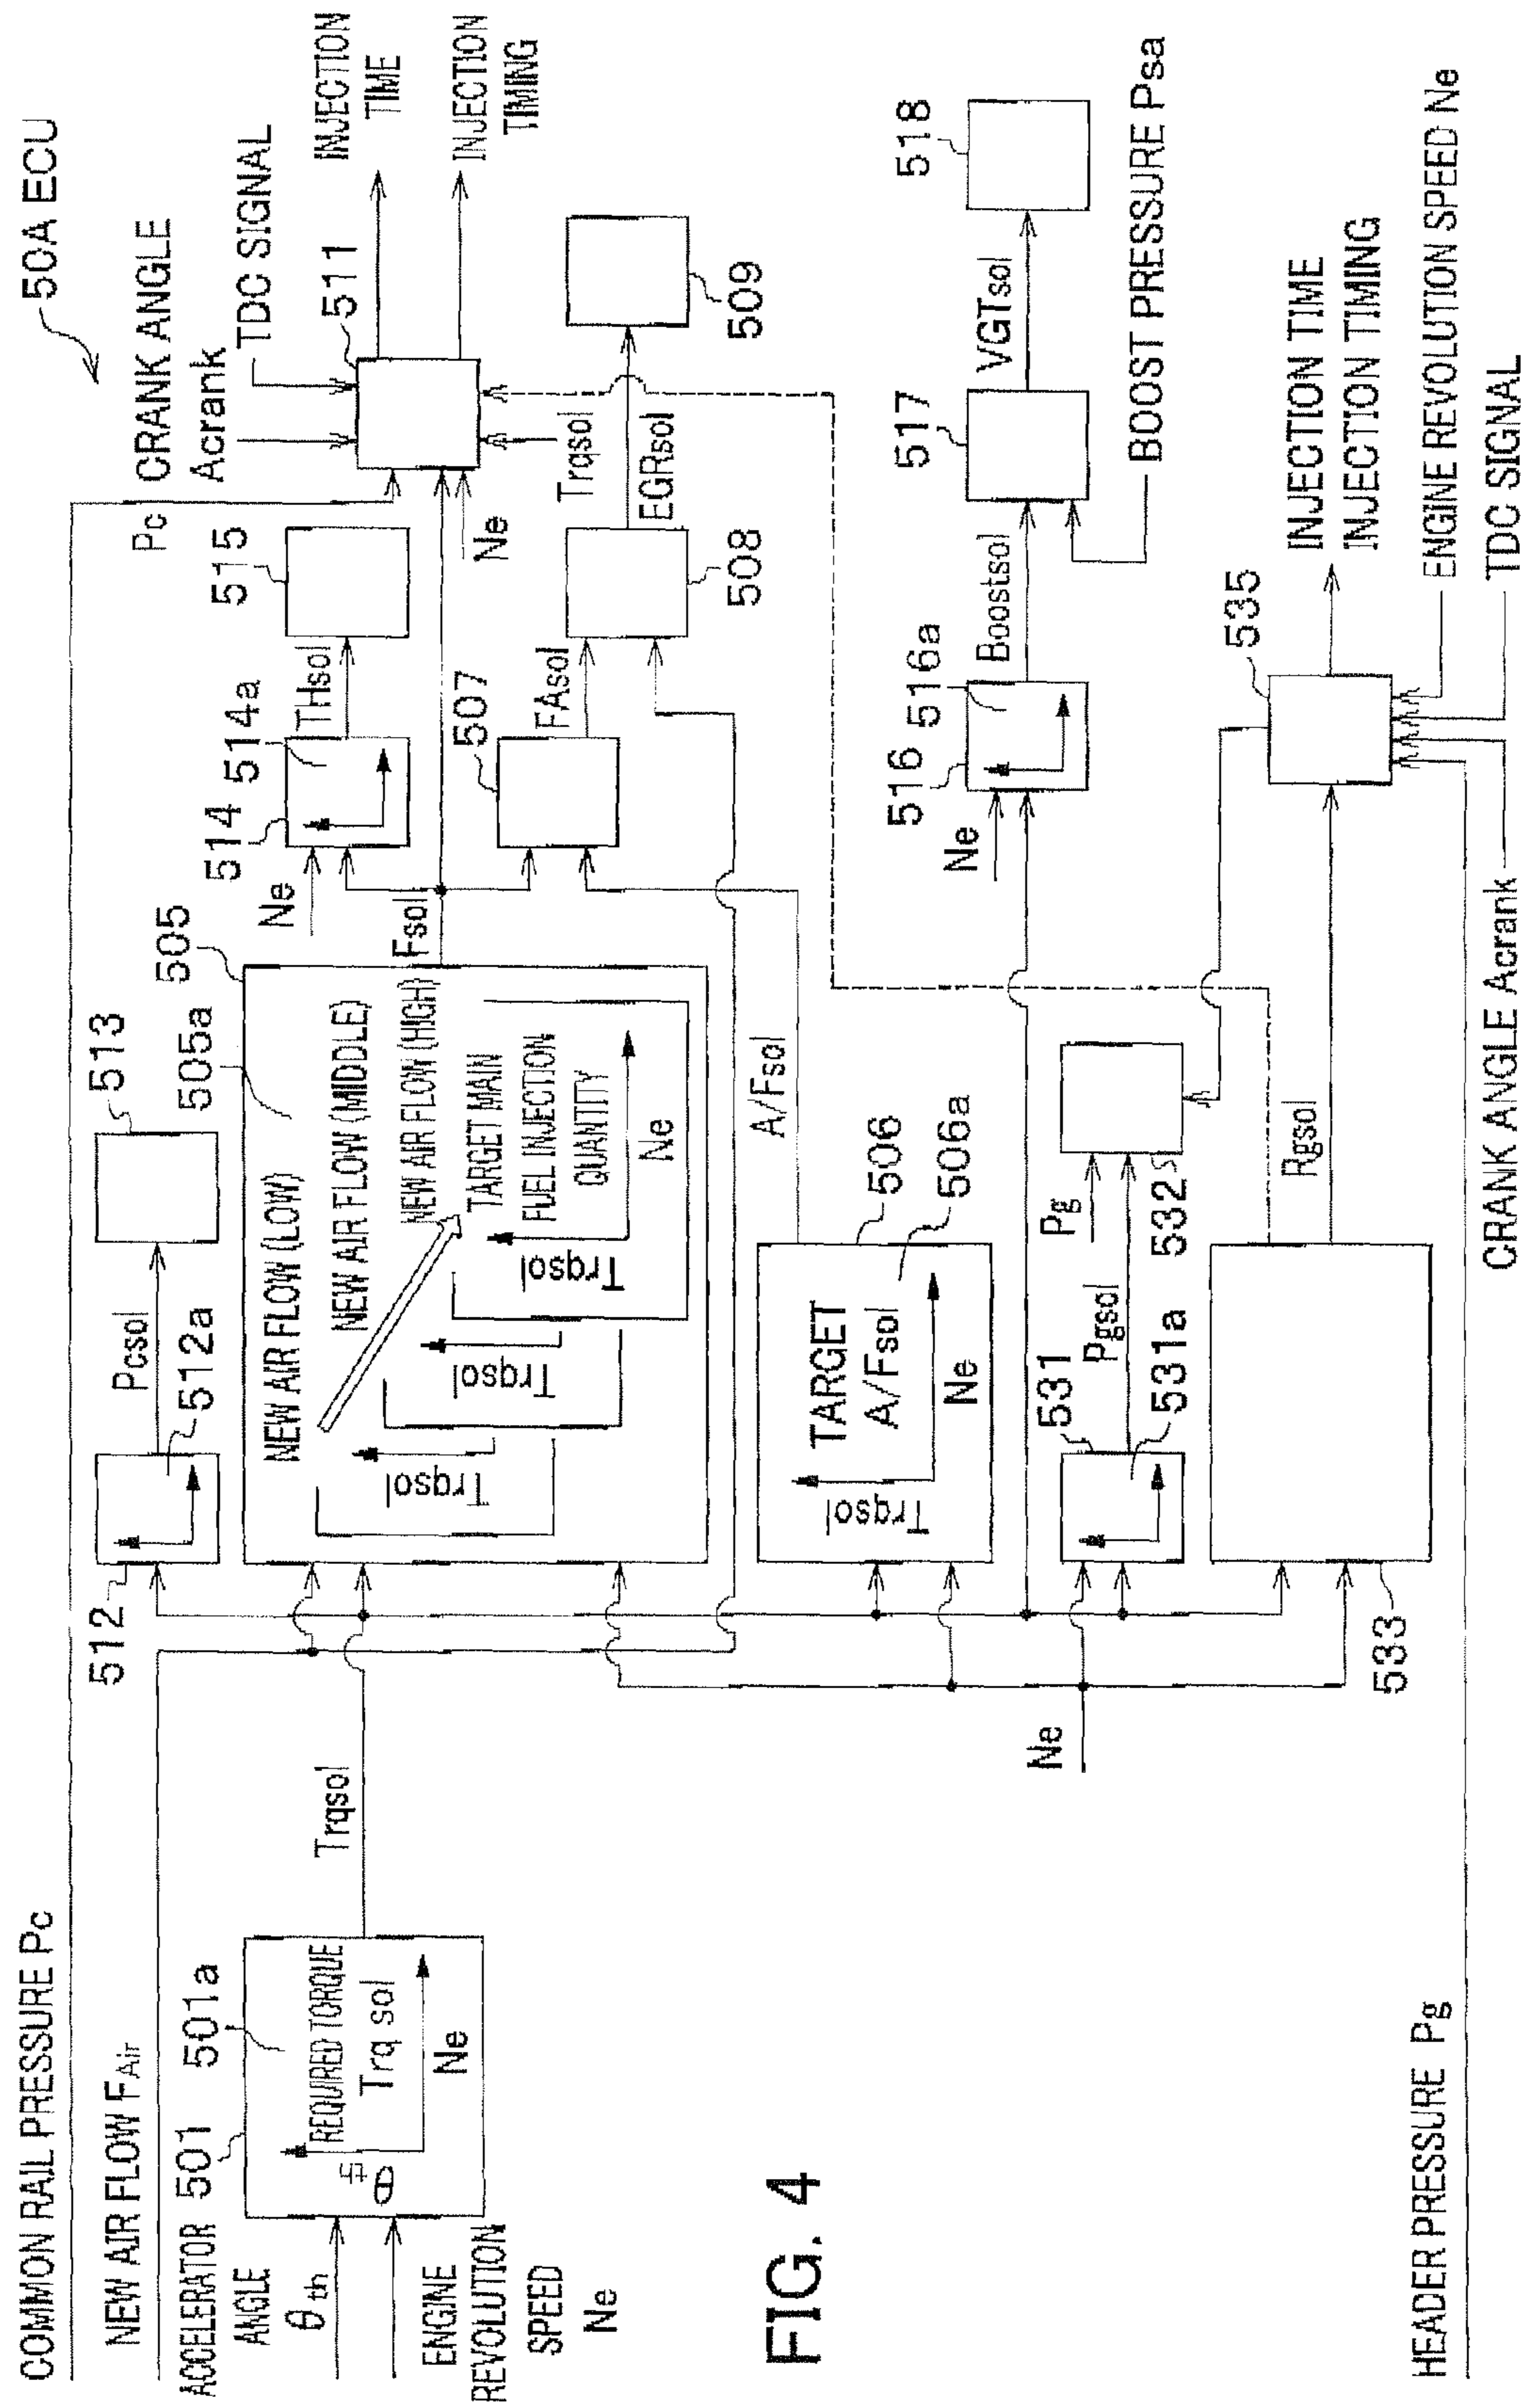 50A ECU
COMMON RAIL PRESSURE Pc
NEW AIR FLOW FAir
ACCELERATOR
ANGLE
θth
ENGINE
REVOLUTION
SPEED
Ne
501
501a
REQUIRED TORQUE
Trq sol
θth
Ne
Trqsol
512
512a
Pcsol
513
505
505a
NEW AIR FLOW (LOW)
NEW AIR FLOW (MIDDLE)
NEW AIR FLOW (HIGH)
TARGET MAIN
FUEL INJECTION
QUANTITY
Trqsol
Trqsol
Trqsol
Ne
Fsol
Ne
514
514a
THsol
515
Pc
CRANK ANGLE
Acrank
TDC SIGNAL
511
INJECTION
TIME
INJECTION
TIMING
Ne
Trqsol
507
FAsol
508
EGRsol
509
506
506a
TARGET
A/Fsol
Trqsol
Ne
A/Fsol
Ne
516
516a
Boostsol
517
VGTsol
518
BOOST PRESSURE Psa
Ne
531
531a
Pgsol
Pg
532
533
Rgsol
535
INJECTION TIME
INJECTION TIMING
ENGINE REVOLUTION SPEED Ne
TDC SIGNAL
CRANK ANGLE Acrank
HEADER PRESSURE Pg
FIG. 4